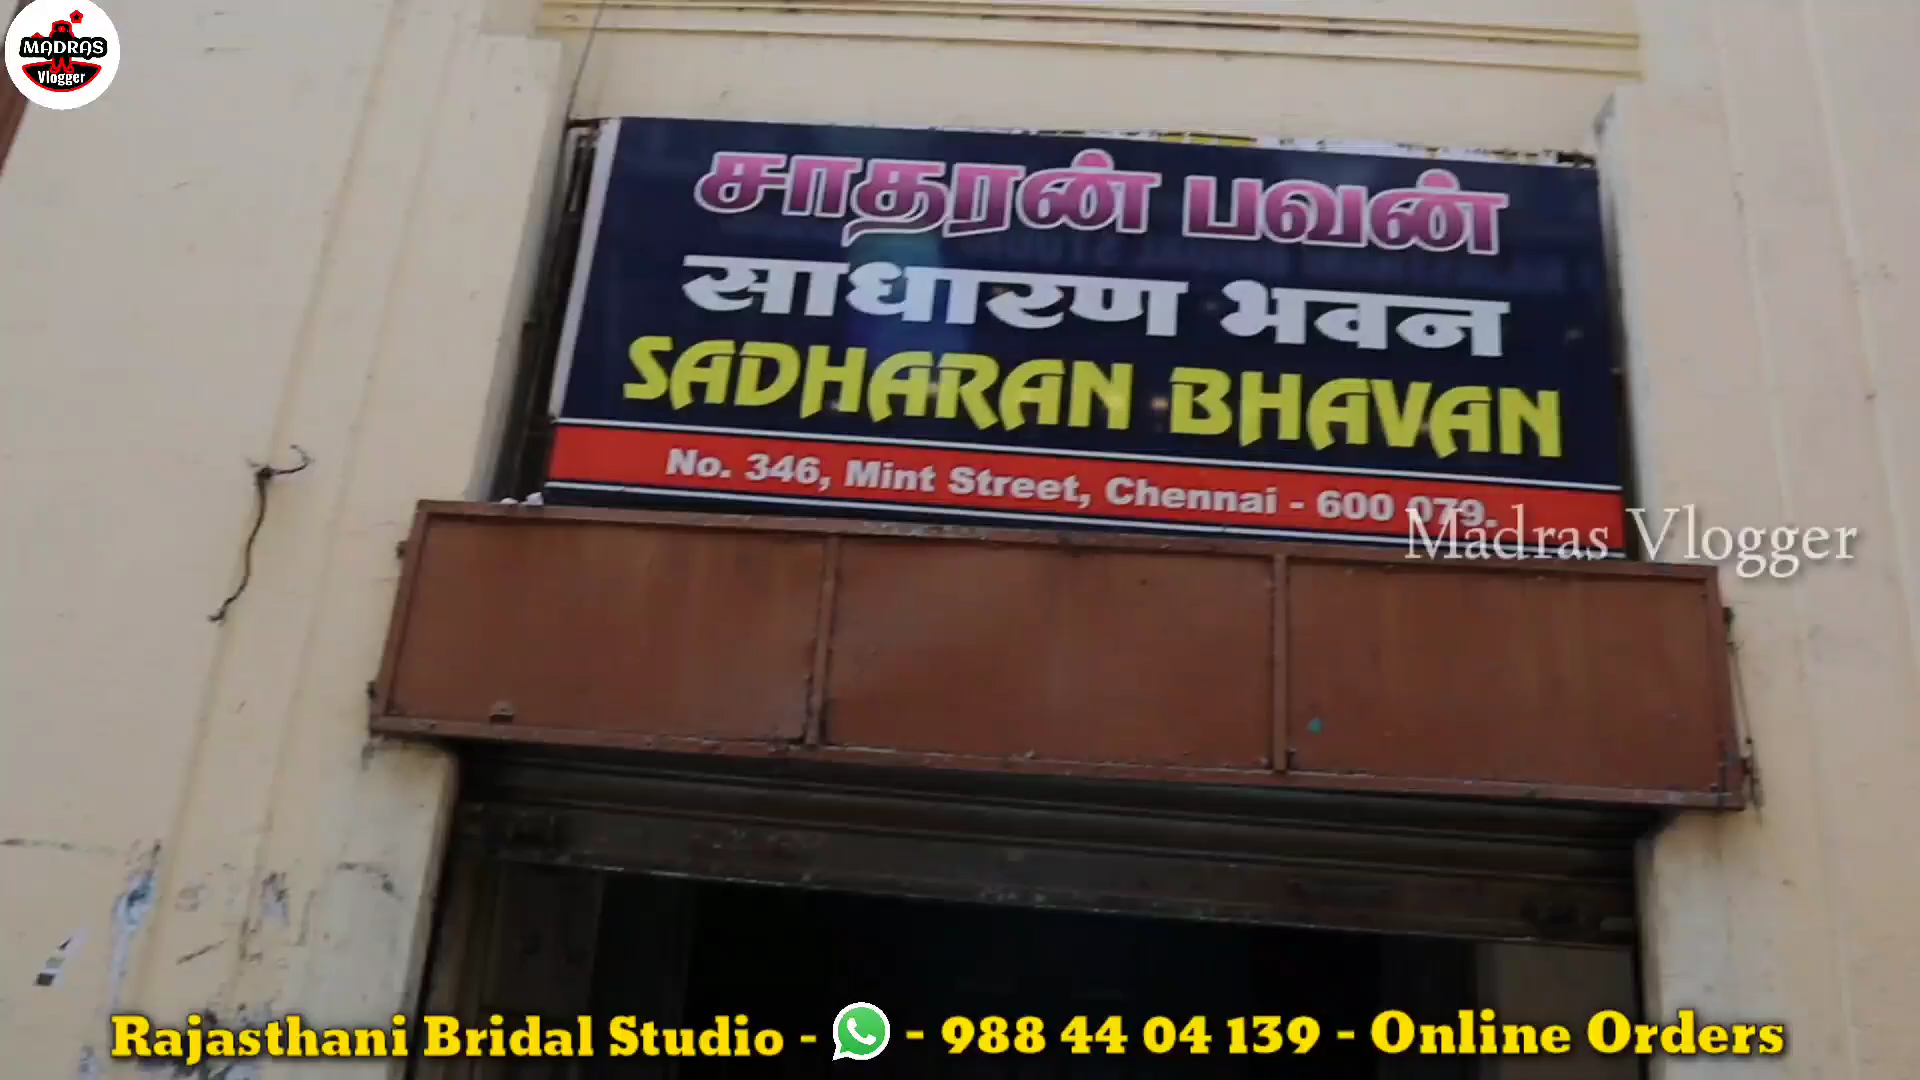 MADRAS
Vlogger
சாதரன் பவன்
साधारण भवन
SADHARAN BHAVAN
No. 346, Mint Street, Chennai - 600 079.
Madras Vlogger
Rajasthani Bridal Studio - - 988 44 04 139 - Online Orders